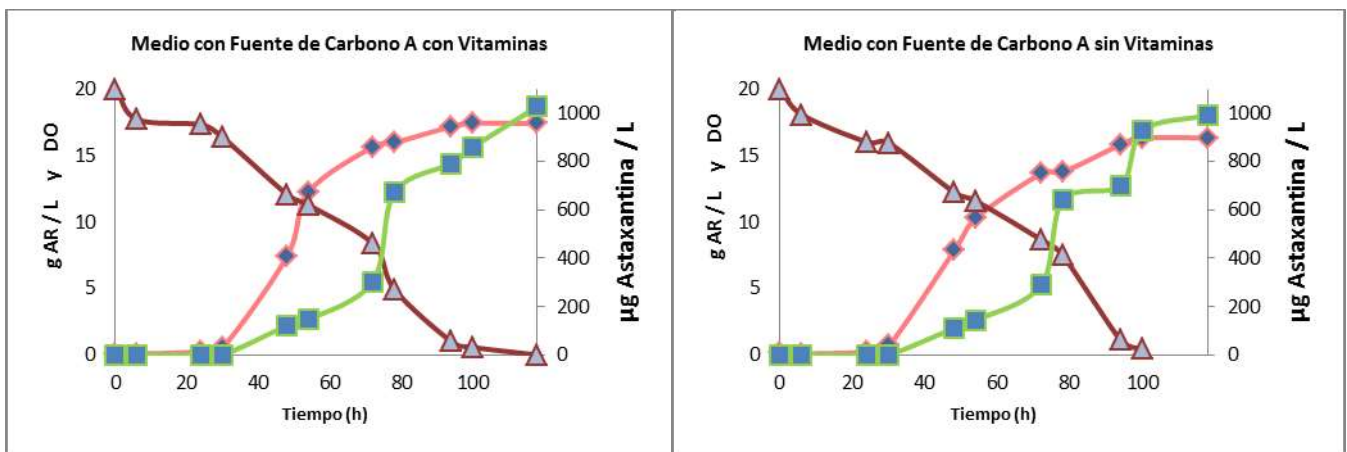 Medio con Fuente de Carbono A con Vitaminas
g AR / L y DO
20
15
10
5
0
1000
800
600
400
200
0
µg Astaxantina / L
0 20 40 60 80 100
Tiempo (h)
Medio con Fuente de Carbono A sin Vitaminas
g AR / L y DO
20
15
10
5
0
1000
800
600
400
200
0
µg Astaxantina / L
0 20 40 60 80 100
Tiempo (h)